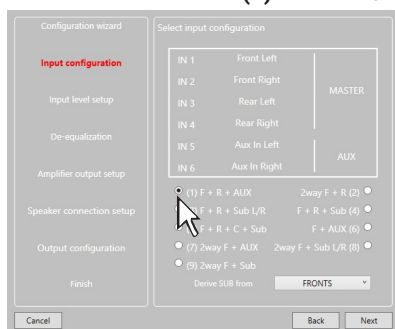 Configuration wizard
Input configuration
Input level setup
De-equalization
Amplifier output setup
Speaker connection setup
Output configuration
Finish
Select input configuration
IN 1 Front Left
IN 2 Front Right
IN 3 Rear Left
IN 4 Rear Right
MASTER
IN 5 Aux In Left
IN 6 Aux In Right
AUX
(1) F + R + AUX 2way F + R (2)
F + R + Sub L/R F + R + Sub (4)
F + R + C + Sub F + AUX (6)
(7) 2way F + AUX 2way F + Sub L/R (8)
(9) 2way F + Sub
Derive SUB from FRONTS
Cancel Back Next